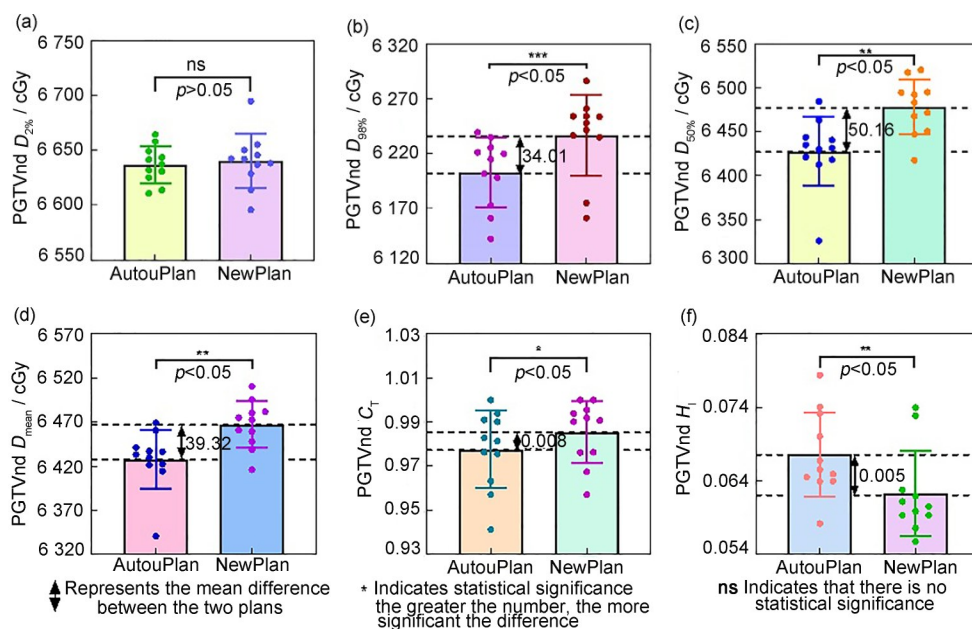 (a)
6 750
6 700
6 650
6 600
6 550
PGTVnd D2% / cGy
ns
p>0.05
AutouPlan NewPlan
(b)
6 320
6 270
6 220
6 170
6 120
PGTVnd D98% / cGy
***
p<0.05
34.01
AutouPlan NewPlan
(c)
6 550
6 500
6 450
6 400
6 350
6 300
PGTVnd D50% / cGy
**
p<0.05
50.16
AutouPlan NewPlan
(d)
6 570
6 520
6 470
6 420
6 370
6 320
PGTVnd Dmean / cGy
**
p<0.05
39.32
AutouPlan NewPlan
(e)
1.03
1.01
0.99
0.97
0.95
0.93
PGTVnd CT
*
p<0.05
0.008
AutouPlan NewPlan
(f)
0.084
0.074
0.064
0.054
PGTVnd HI
**
p<0.05
0.005
AutouPlan NewPlan
Represents the mean difference
between the two plans
* Indicates statistical significance
the greater the number, the more
significant the difference
ns Indicates that there is no
statistical significance